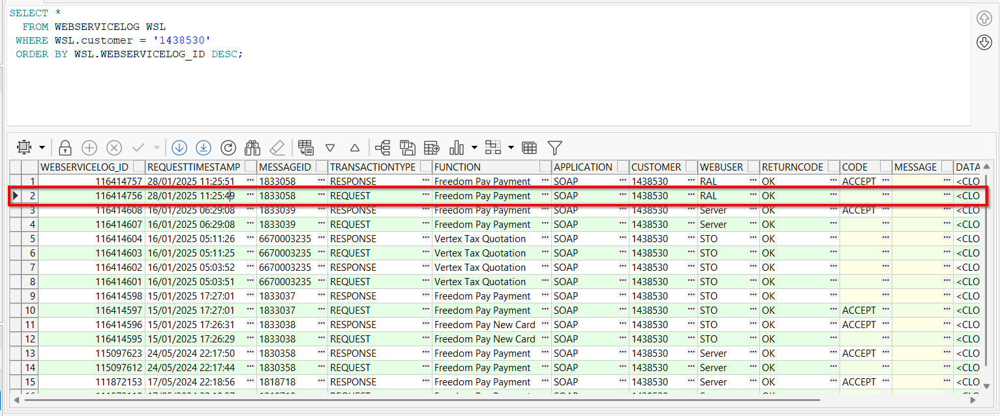 SELECT *
FROM WEBSERVICELOG WSL
WHERE WSL.customer = '1438530'
ORDER BY WSL.WEBSERVICELOG_ID DESC;
WEBSERVICELOG_ID REQUESTTIMESTAMP MESSAGEID TRANSACTIONTYPE FUNCTION APPLICATION CUSTOMER WEBUSER RETURNCODE CODE MESSAGE DATA
1 116414757 28/01/2025 11:25:51 ••• 1833058 ••• RESPONSE ••• Freedom Pay Payment ••• SOAP ••• 1438530 ••• RAL ••• OK ••• ACCEPT ••• ••• <CLO
2 116414756 28/01/2025 11:25:49 ••• 1833058 ••• REQUEST ••• Freedom Pay Payment ••• SOAP ••• 1438530 ••• RAL ••• OK ••• ••• ••• <CLO
3 116414608 16/01/2025 06:29:08 ••• 1833039 ••• RESPONSE ••• Freedom Pay Payment ••• SOAP ••• 1438530 ••• Server ••• OK ••• ACCEPT ••• ••• <CLO
4 116414607 16/01/2025 06:29:08 ••• 1833039 ••• REQUEST ••• Freedom Pay Payment ••• SOAP ••• 1438530 ••• Server ••• OK ••• ••• ••• <CLO
5 116414604 16/01/2025 05:11:26 ••• 6670003235 ••• RESPONSE ••• Vertex Tax Quotation ••• SOAP ••• 1438530 ••• STO ••• OK ••• ••• ••• <CLO
6 116414603 16/01/2025 05:11:25 ••• 6670003235 ••• REQUEST ••• Vertex Tax Quotation ••• SOAP ••• 1438530 ••• STO ••• OK ••• ••• ••• <CLO
7 116414602 16/01/2025 05:03:52 ••• 6670003235 ••• RESPONSE ••• Vertex Tax Quotation ••• SOAP ••• 1438530 ••• STO ••• OK ••• ••• ••• <CLO
8 116414601 16/01/2025 05:03:51 ••• 6670003235 ••• REQUEST ••• Vertex Tax Quotation ••• SOAP ••• 1438530 ••• STO ••• OK ••• ••• ••• <CLO
9 116414598 15/01/2025 17:27:01 ••• 1833037 ••• RESPONSE ••• Freedom Pay Payment ••• SOAP ••• 1438530 ••• STO ••• OK ••• ••• ••• <CLO
10 116414597 15/01/2025 17:27:01 ••• 1833037 ••• REQUEST ••• Freedom Pay Payment ••• SOAP ••• 1438530 ••• STO ••• OK ••• ACCEPT ••• ••• <CLO
11 116414596 15/01/2025 17:26:31 ••• 1833038 ••• RESPONSE ••• Freedom Pay New Card ••• SOAP ••• 1438530 ••• STO ••• OK ••• ACCEPT ••• ••• <CLO
12 116414595 15/01/2025 17:26:29 ••• 1833038 ••• REQUEST ••• Freedom Pay New Card ••• SOAP ••• 1438530 ••• STO ••• OK ••• ••• ••• <CLO
13 115097623 24/05/2024 22:17:50 ••• 1830358 ••• RESPONSE ••• Freedom Pay Payment ••• SOAP ••• 1438530 ••• Server ••• OK ••• ACCEPT ••• ••• <CLO
14 115097612 24/05/2024 22:17:44 ••• 1830358 ••• REQUEST ••• Freedom Pay Payment ••• SOAP ••• 1438530 ••• Server ••• OK ••• ••• ••• <CLO
15 111872153 17/05/2024 22:18:56 ••• 1818718 ••• RESPONSE ••• Freedom Pay Payment ••• SOAP ••• 1438530 ••• Server ••• OK ••• ACCEPT ••• ••• <CLO